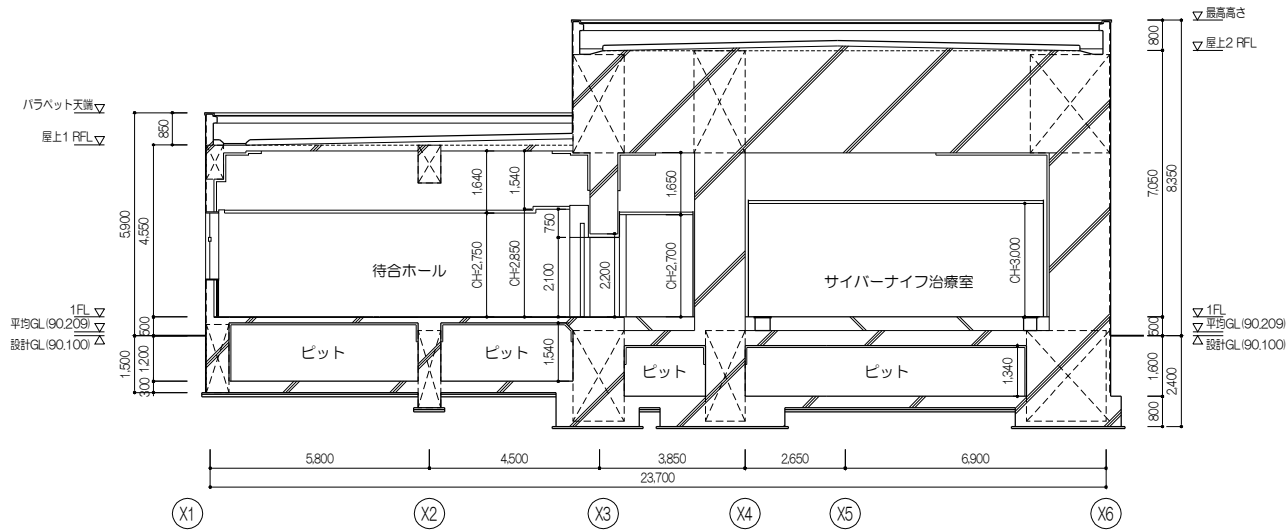 最高高さ
800
屋上2 RFL
パラペット天端
850
屋上1 RFL
1.640
1.540
1.650
7.050
8.350
5.900
4.550
750
CH=2.750
CH=2.850
2.100
2.200
CH=2.700
CH=3.000
待合ホール
サイバーナイフ治療室
1FL
平均GL(90.209)
設計GL(90.100)
500
1.200
300
1.500
ピット
ピット
1.540
ピット
ピット
1.340
1FL
平均GL(90.209)
設計GL(90.100)
500
1.600
800
2.400
5.800
4.500
3.850
2.650
6.900
23.700
X1
X2
X3
X4
X5
X6